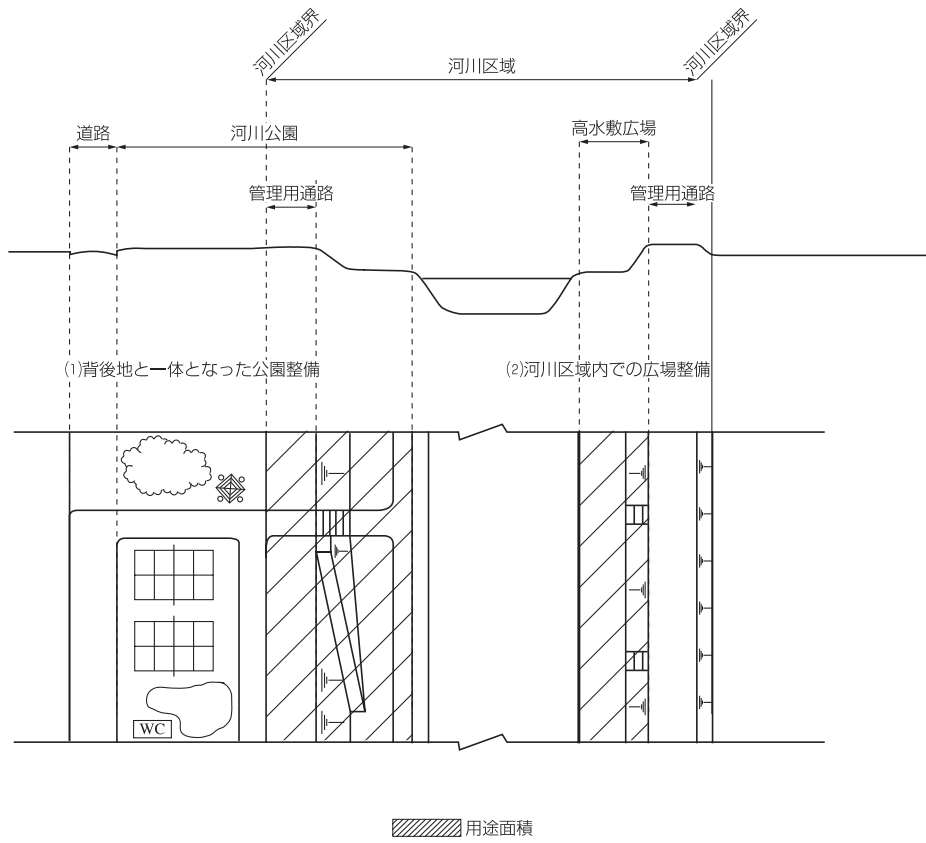 河川区域界
河川区域界
河川区域
道路
河川公園
高水敷広場
管理用通路
管理用通路
⑴背後地と一体となった公園整備
⑵河川区域内での広場整備
WC
用途面積